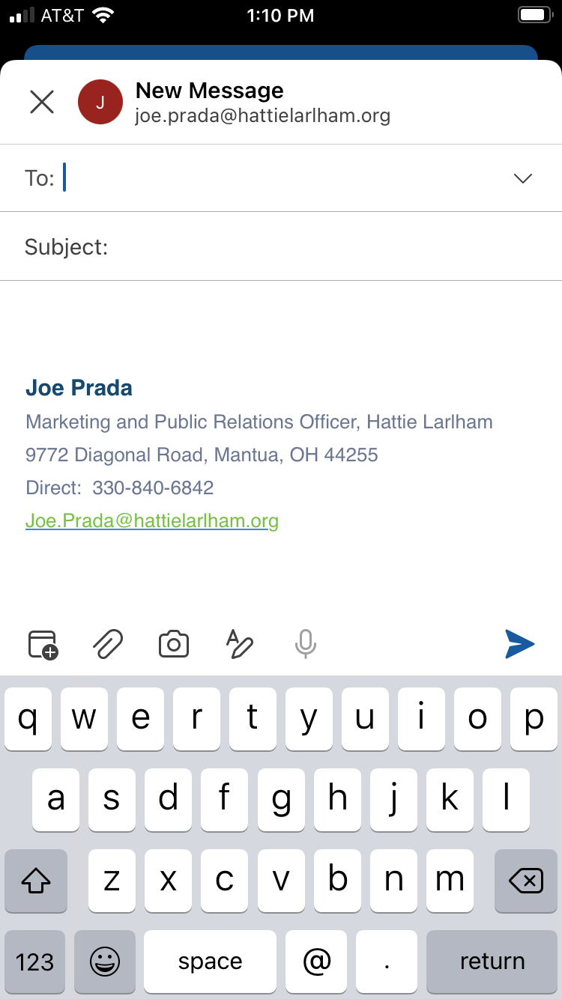 AT&T 1:10 PM
J
New Message
joe.prada@hattielarlham.org
To:
Subject:
Joe Prada
Marketing and Public Relations Officer, Hattie Larlham
9772 Diagonal Road, Mantua, OH 44255
Direct:  330-840-6842
Joe.Prada@hattielarlham.org
q w e r t y u i o p
a s d f g h j k l
z x c v b n m
123 space @ . return